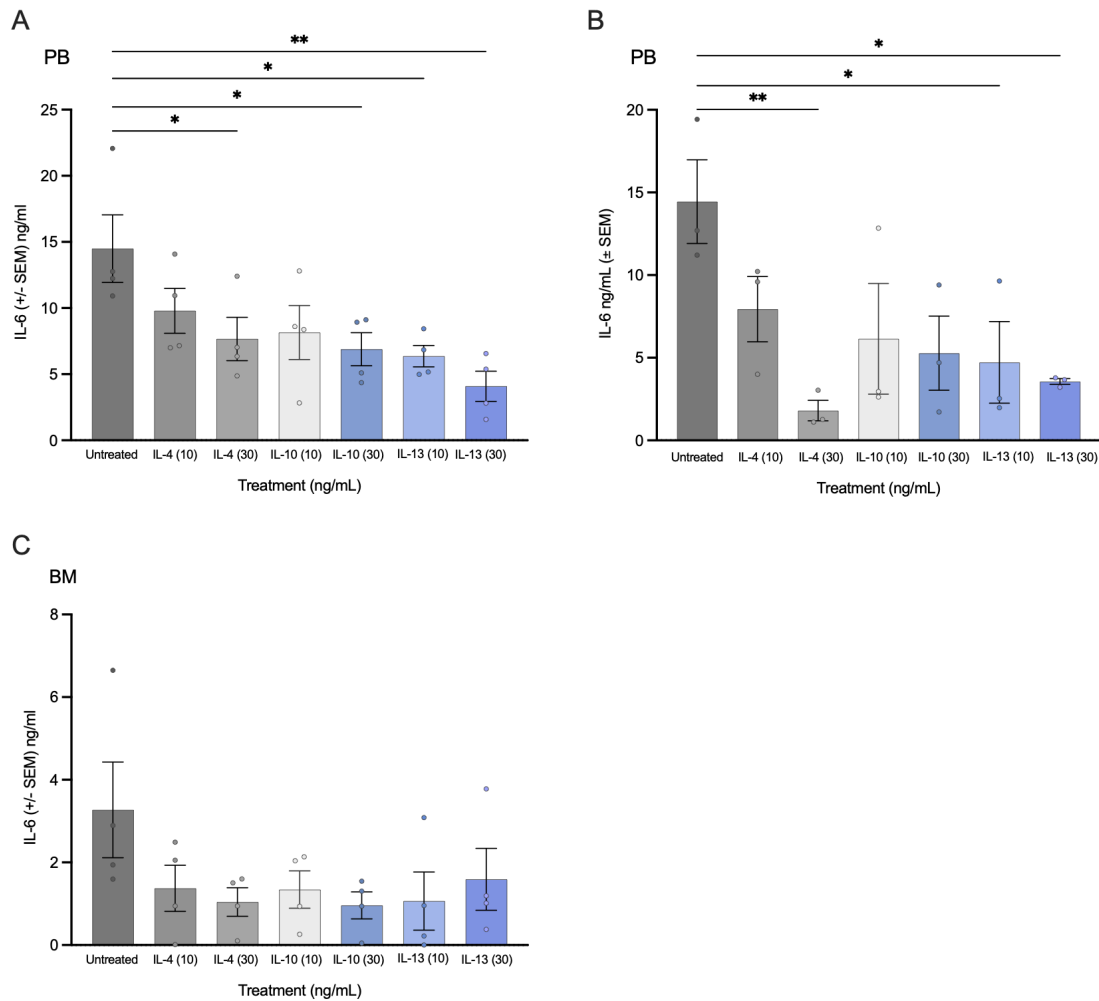 A
PB
**
*
*
*
IL-6 (+/- SEM) ng/ml
25
20
15
10
5
0
Untreated IL-4 (10) IL-4 (30) IL-10 (10) IL-10 (30) IL-13 (10) IL-13 (30)
Treatment (ng/mL)
B
PB
*
*
**
IL-6 ng/mL (± SEM)
20
15
10
5
0
Untreated IL-4 (10) IL-4 (30) IL-10 (10) IL-10 (30) IL-13 (10) IL-13 (30)
Treatment (ng/mL)
C
BM
IL-6 (+/- SEM) ng/ml
8
6
4
2
0
Untreated IL-4 (10) IL-4 (30) IL-10 (10) IL-10 (30) IL-13 (10) IL-13 (30)
Treatment (ng/mL)